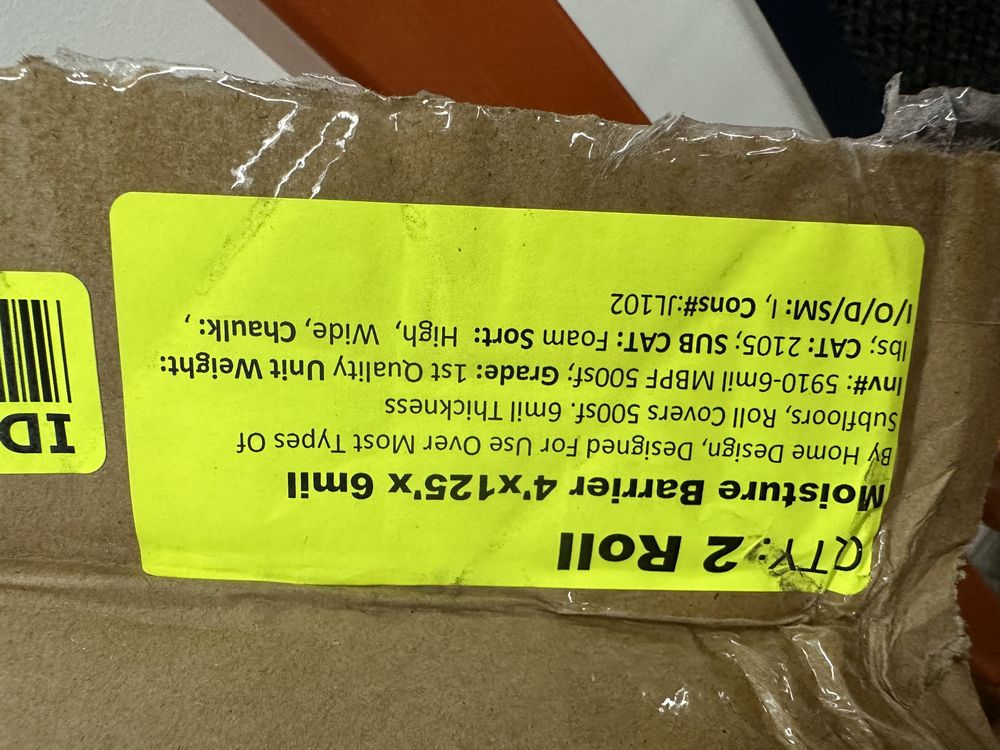 QTY: 2 Roll
Moisture Barrier 4'x125'x 6mil
By Home Design, Designed For Use Over Most Types Of
Subfloors, Roll Covers 500sf. 6mil Thickness
Inv#: 5910-6mil MBPF 500sf; Grade: 1st Quality Unit Weight:
lbs; CAT: 2105; SUB CAT: Foam Sort: High, Wide, Chaulk: ,
I/O/D/SM: I, Cons#:JL102
ID